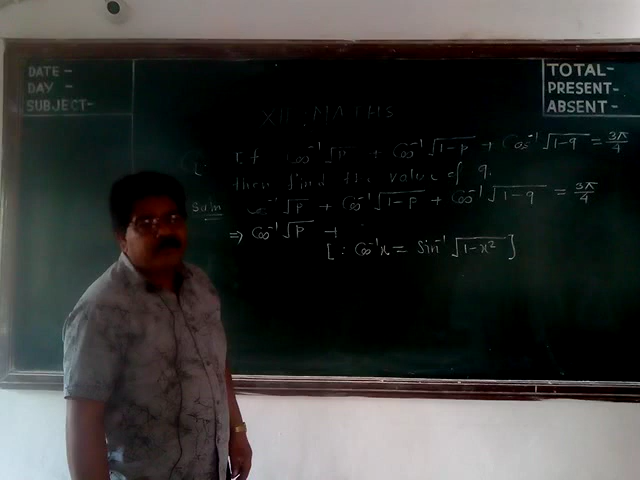 DATE -
DAY -
SUBJECT-
TOTAL-
PRESENT-
ABSENT -
XII : MATHS
Q. If Cos⁻¹√p + Cos⁻¹√1-p + Cos⁻¹√1-q = 3π/4
then find the value of q.
Soln Cos⁻¹√p + Cos⁻¹√1-p + Cos⁻¹√1-q = 3π/4
⇒ Cos⁻¹√p +
[∵ Cos⁻¹x = Sin⁻¹√1-x² ]